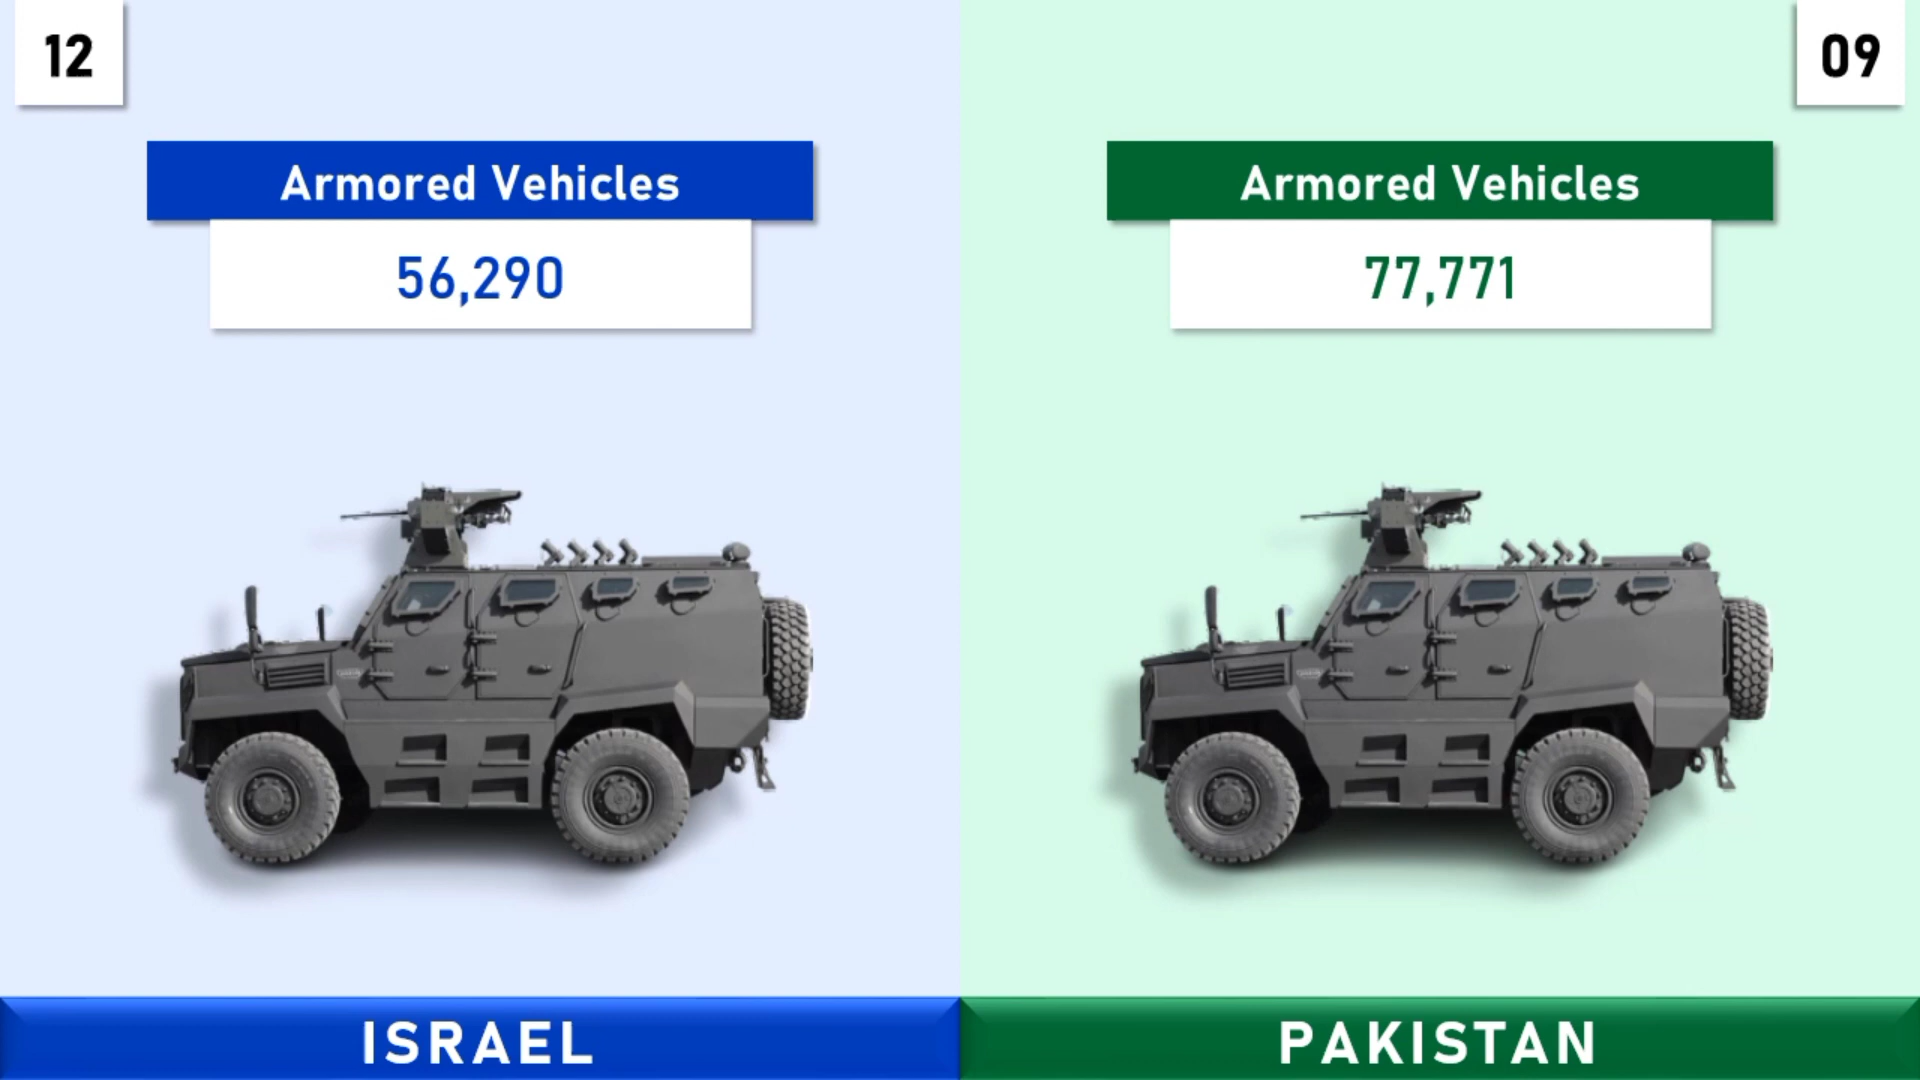 12
09
Armored Vehicles
56,290
Armored Vehicles
77,771
ISRAEL
PAKISTAN